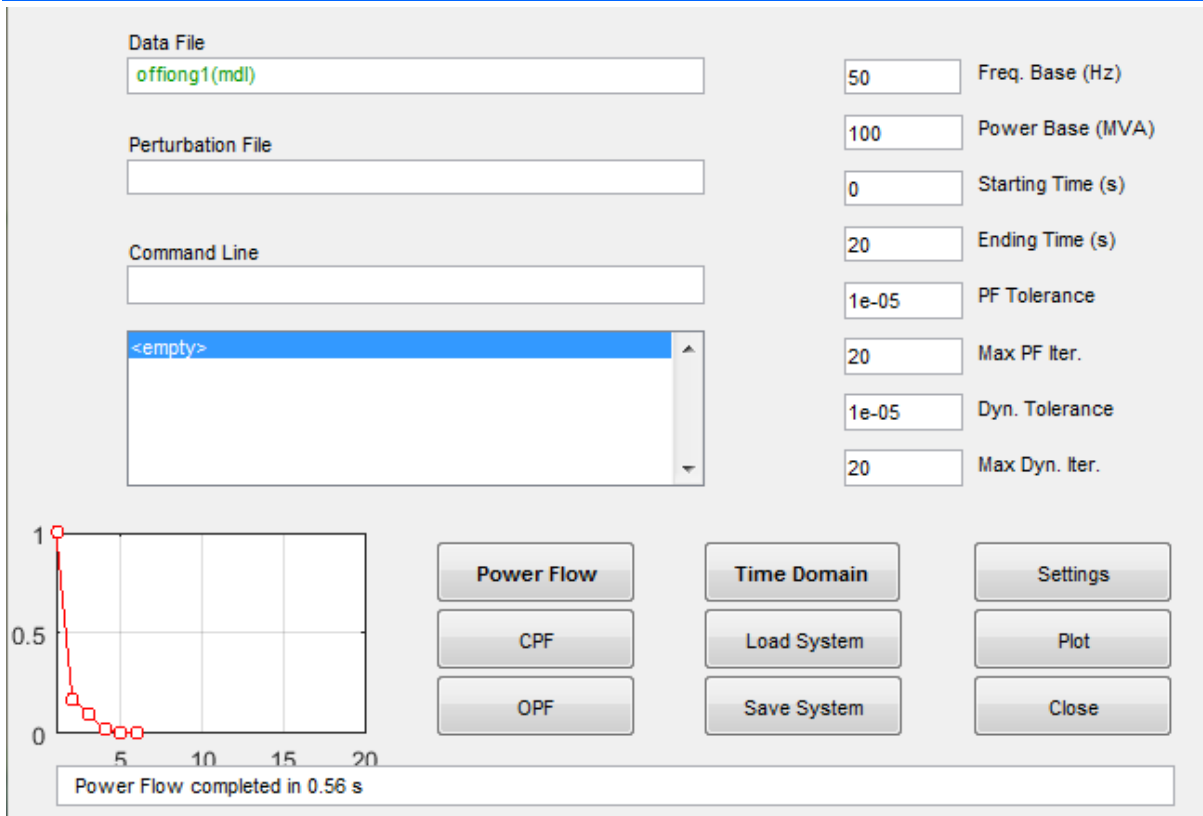 Data File
offiong1(mdl)
50 Freq. Base (Hz)
100 Power Base (MVA)
Perturbation File
0 Starting Time (s)
20 Ending Time (s)
Command Line
1e-05 PF Tolerance
<empty>
20 Max PF Iter.
1e-05 Dyn. Tolerance
20 Max Dyn. Iter.
1
0.5
0
5 10 15 20
Power Flow Time Domain Settings
CPF Load System Plot
OPF Save System Close
Power Flow completed in 0.56 s